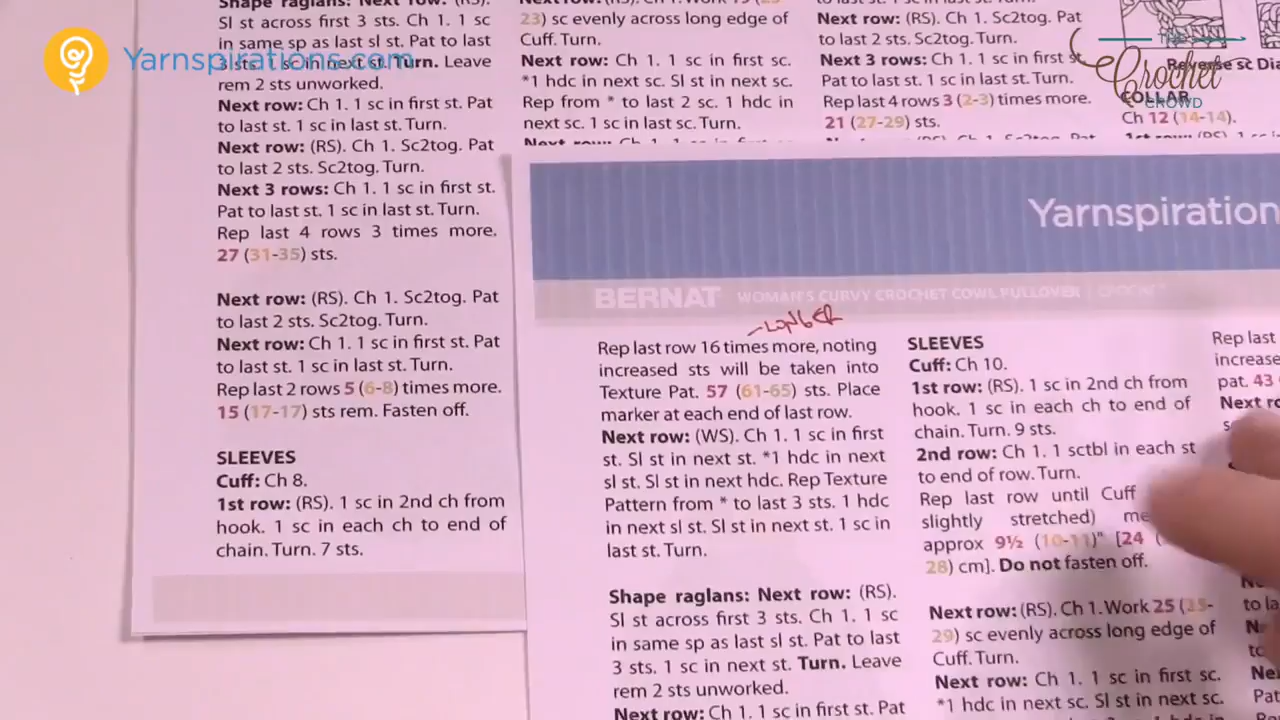 Yarnspirations.com
THE
Crochet
CROWD
Shape raglans: Next row: (RS).
Sl st across first 3 sts. Ch 1. 1 sc
in same sp as last sl st. Pat to last
3 sts. 1 sc in next st. Turn. Leave
rem 2 sts unworked.
Next row: Ch 1. 1 sc in first st. Pat
to last st. 1 sc in last st. Turn.
Next row: (RS). Ch 1. Sc2tog. Pat
to last 2 sts. Sc2tog. Turn.
Next 3 rows: Ch 1. 1 sc in first st.
Pat to last st. 1 sc in last st. Turn.
Rep last 4 rows 3 times more.
27 (31-35) sts.
Next row: (RS). Ch 1. Sc2tog. Pat
to last 2 sts. Sc2tog. Turn.
Next row: Ch 1. 1 sc in first st. Pat
to last st. 1 sc in last st. Turn.
Rep last 2 rows 5 (6-8) times more.
15 (17-17) sts rem. Fasten off.
SLEEVES
Cuff: Ch 8.
1st row: (RS). 1 sc in 2nd ch from
hook. 1 sc in each ch to end of
chain. Turn. 7 sts.
23) sc evenly across long edge of
Cuff. Turn.
Next row: Ch 1. 1 sc in first sc.
*1 hdc in next sc. Sl st in next sc.
Rep from * to last 2 sc. 1 hdc in
next sc. 1 sc in last sc. Turn.
Next row: (RS). Ch 1. Sc2tog. Pat
to last 2 sts. Sc2tog. Turn.
Next 3 rows: Ch 1. 1 sc in first st.
Pat to last st. 1 sc in last st. Turn.
Rep last 4 rows 3 (2-3) times more.
21 (27-29) sts.
Reverse sc Dia
COLLAR
Ch 12 (14-14).
Yarnspiration
BERNAT WOMAN'S CURVY CROCHET COWL PULLOVER
LONGER
Rep last row 16 times more, noting
increased sts will be taken into
Texture Pat. 57 (61-65) sts. Place
marker at each end of last row.
Next row: (WS). Ch 1. 1 sc in first
st. Sl st in next st. *1 hdc in next
sl st. Sl st in next hdc. Rep Texture
Pattern from * to last 3 sts. 1 hdc
in next sl st. Sl st in next st. 1 sc in
last st. Turn.
Shape raglans: Next row: (RS).
Sl st across first 3 sts. Ch 1. 1 sc
in same sp as last sl st. Pat to last
3 sts. 1 sc in next st. Turn. Leave
rem 2 sts unworked.
Next row: Ch 1. 1 sc in first st. Pat
SLEEVES
Cuff: Ch 10.
1st row: (RS). 1 sc in 2nd ch from
hook. 1 sc in each ch to end of
chain. Turn. 9 sts.
2nd row: Ch 1. 1 sctbl in each st
to end of row. Turn.
Rep last row until Cuff
slightly stretched) me
approx 9½ (10-11)" [24 (
28) cm]. Do not fasten off.
Next row: (RS). Ch 1. Work 25 (25-
29) sc evenly across long edge of
Cuff. Turn.
Next row: Ch 1. 1 sc in first sc.
*1 hdc in next sc. Sl st in next sc.
Rep last
increase
pat. 43
Next ro
to la
Nex
Pat